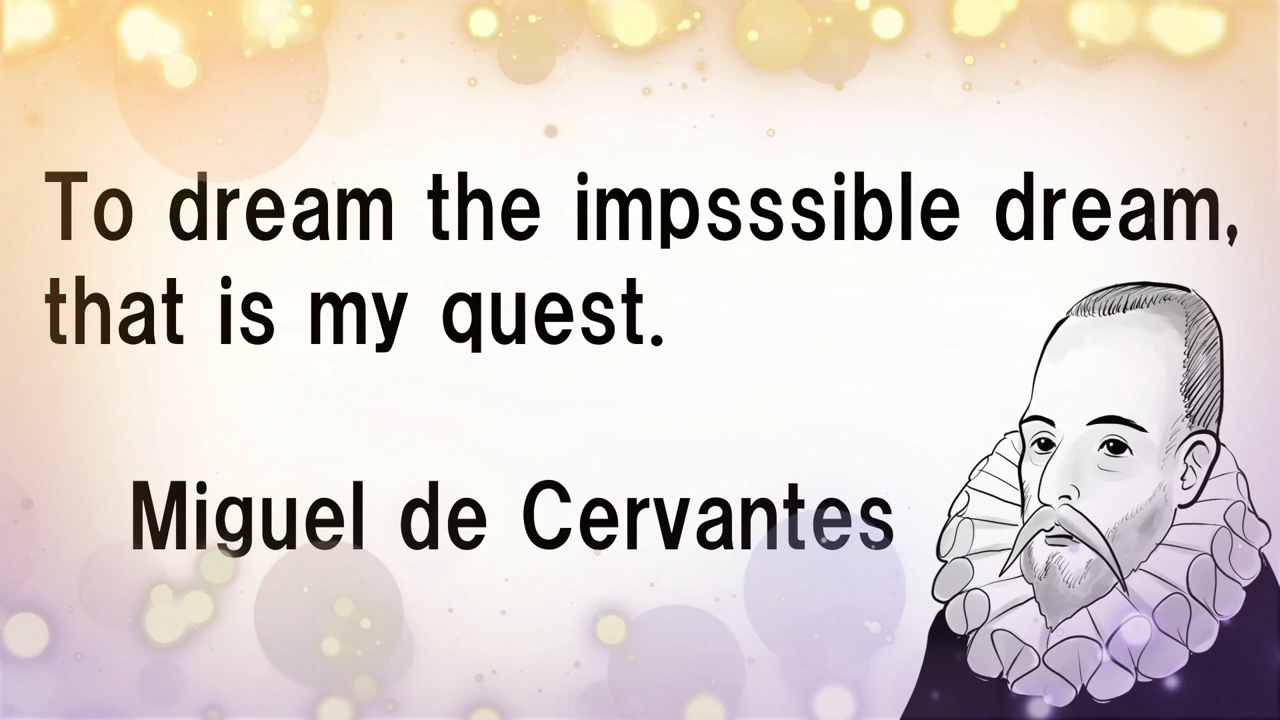 To dream the impsssible dream,
that is my quest.
Miguel de Cervantes